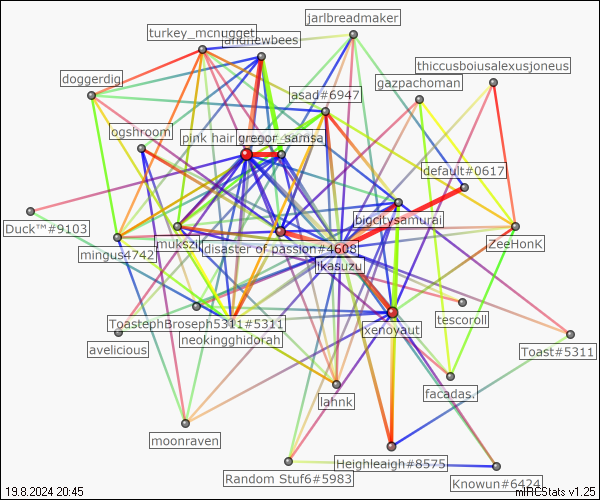 jarlbreadmaker
turkey_mcnugget
andrewbees
thiccusboiusalexusjoneus
doggerdig
gazpachoman
asad#6947
ogshroom
pink hair
gregor_samsa
default#0617
bigcitysamurai
Duck™#9103
mukszi
ZeeHonK
mingus4742
disaster of passion#4608
ikasuzu
ToastephBroseph5311#5311
tescoroll
xenoyaut
neokingghidorah
avelicious
Toast#5311
facadas.
lahnk
moonraven
Heighleaigh#8575
Random Stuf6#5983
Knowun#6424
19.8.2024 20:45
mIRCStats v1.25